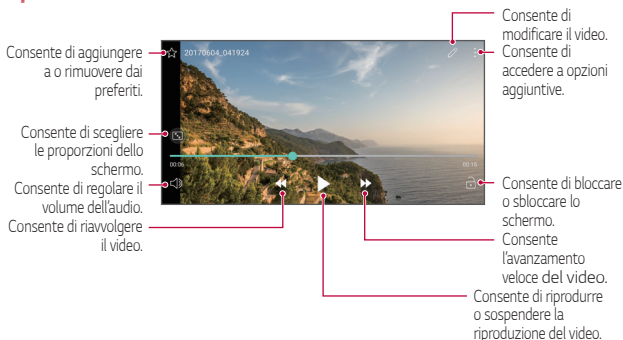 Consente di
modificare il video.
Consente di
accedere a opzioni
aggiuntive.
Consente di aggiungere
a o rimuovere dai
preferiti.
20170604_041924
Consente di scegliere
le proporzioni dello
schermo.
00:06
00:15
Consente di regolare il
volume dell'audio.
Consente di riavvolgere
il video.
Consente di bloccare
o sbloccare lo
schermo.
Consente
l'avanzamento
veloce del video.
Consente di riprodurre
o sospendere la
riproduzione del video.